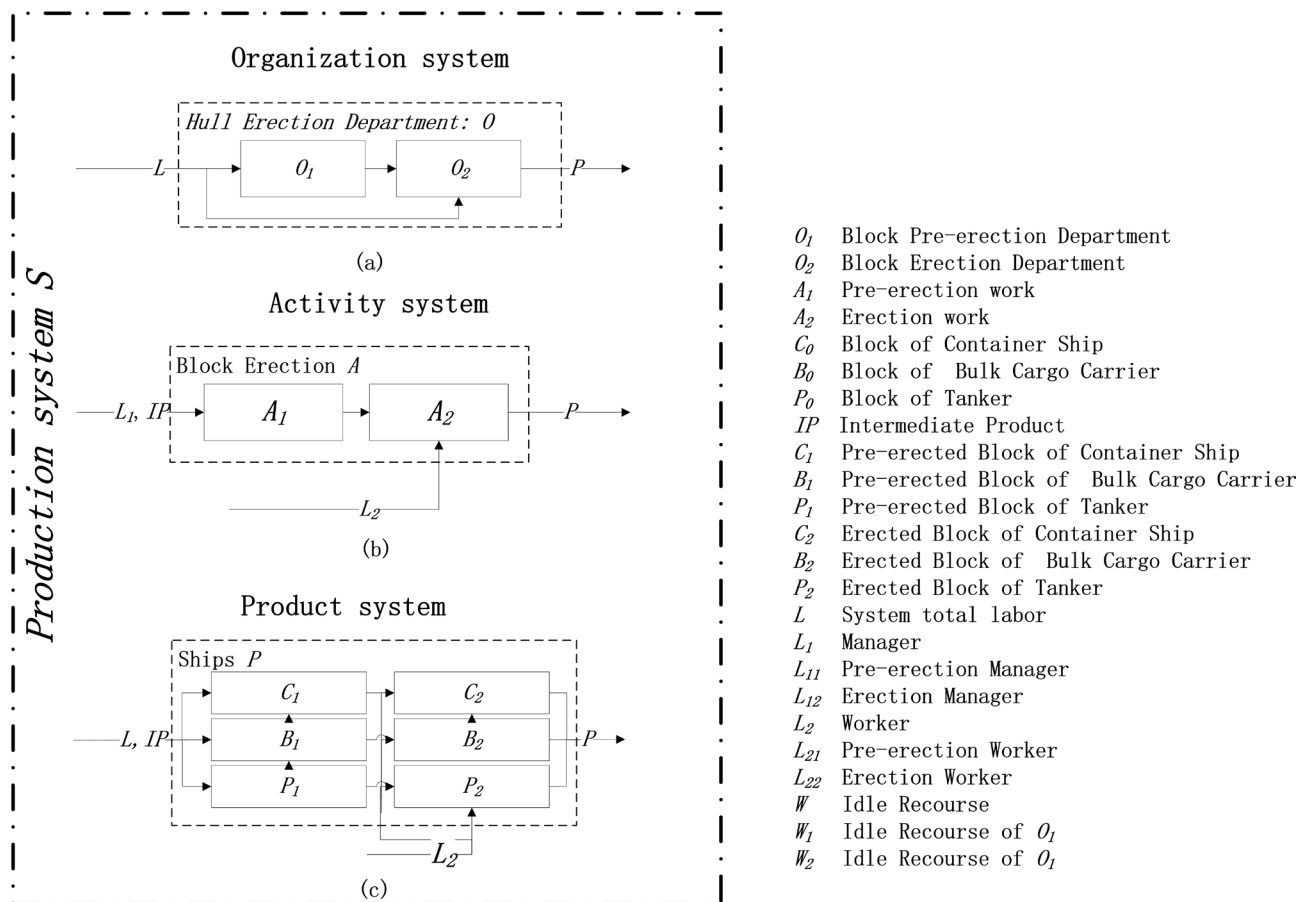 Production system S
Organization system
Hull Erection Department: O
L
O₁
O₂
P
(a)
Activity system
Block Erection A
L₁, IP
A₁
A₂
P
L₂
(b)
Product system
Ships P
C₁
C₂
L, IP
B₁
B₂
P
P₁
P₂
L₂
(c)
O₁ Block Pre-erection Department
O₂ Block Erection Department
A₁ Pre-erection work
A₂ Erection work
C₀ Block of Container Ship
B₀ Block of Bulk Cargo Carrier
P₀ Block of Tanker
IP Intermediate Product
C₁ Pre-erected Block of Container Ship
B₁ Pre-erected Block of Bulk Cargo Carrier
P₁ Pre-erected Block of Tanker
C₂ Erected Block of Container Ship
B₂ Erected Block of Bulk Cargo Carrier
P₂ Erected Block of Tanker
L System total labor
L₁ Manager
L₁₁ Pre-erection Manager
L₁₂ Erection Manager
L₂ Worker
L₂₁ Pre-erection Worker
L₂₂ Erection Worker
W Idle Recourse
W₁ Idle Recourse of O₁
W₂ Idle Recourse of O₁